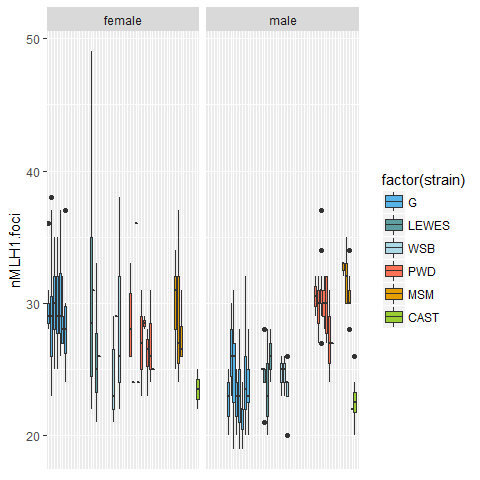 female
male
50
40
30
20
nMLH1.foci
factor(strain)
G
LEWES
WSB
PWD
MSM
CAST